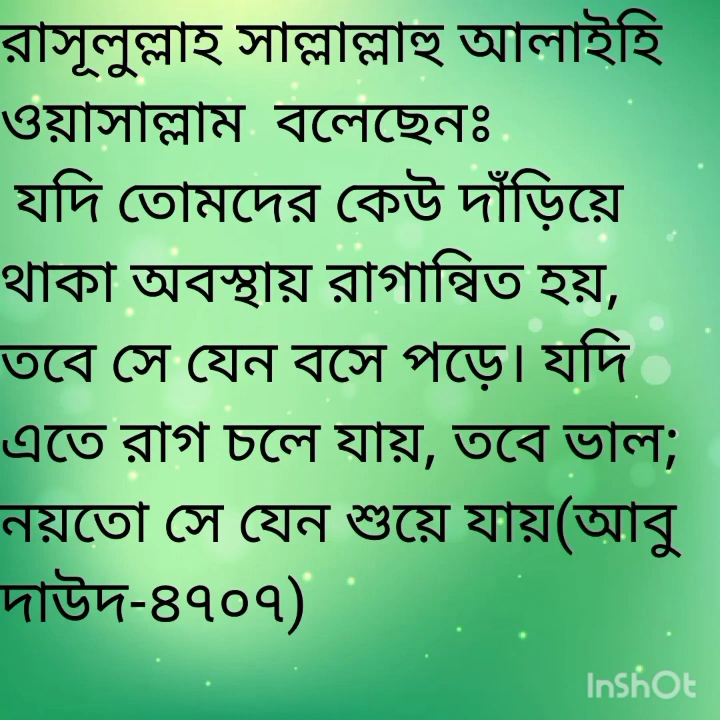 রাসূলুল্লাহ সাল্লাল্লাহু আলাইহি
ওয়াসাল্লাম বলেছেনঃ
যদি তোমদের কেউ দাঁড়িয়ে
থাকা অবস্থায় রাগান্বিত হয়,
তবে সে যেন বসে পড়ে। যদি
এতে রাগ চলে যায়, তবে ভাল;
নয়তো সে যেন শুয়ে যায়(আবু
দাউদ-৪৭০৭)
InShOt